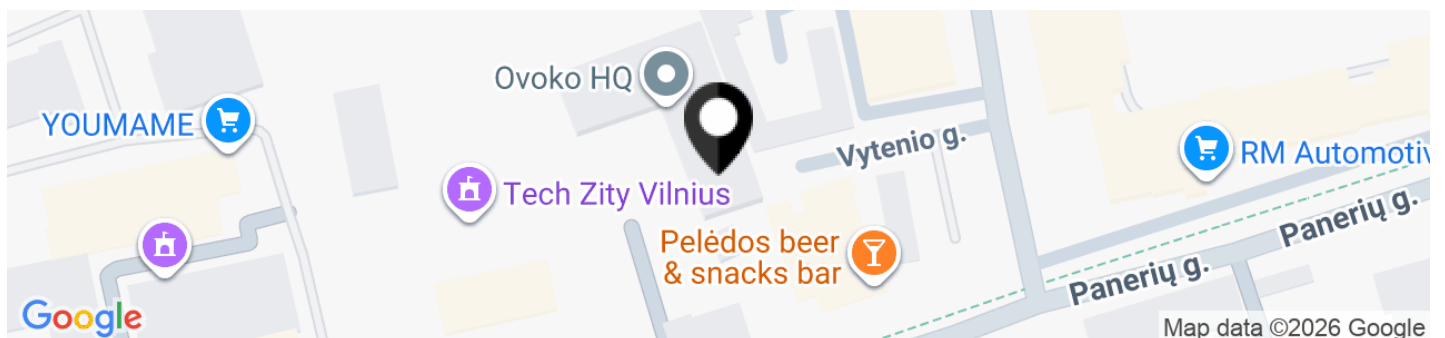 Ovoko HQ
YOUMAME
Vytenio g.
RM Automotiv
Tech Zity Vilnius
Panerių g.
Pelėdos beer
& snacks bar
Panerių g.
Google
Map data ©2026 Google